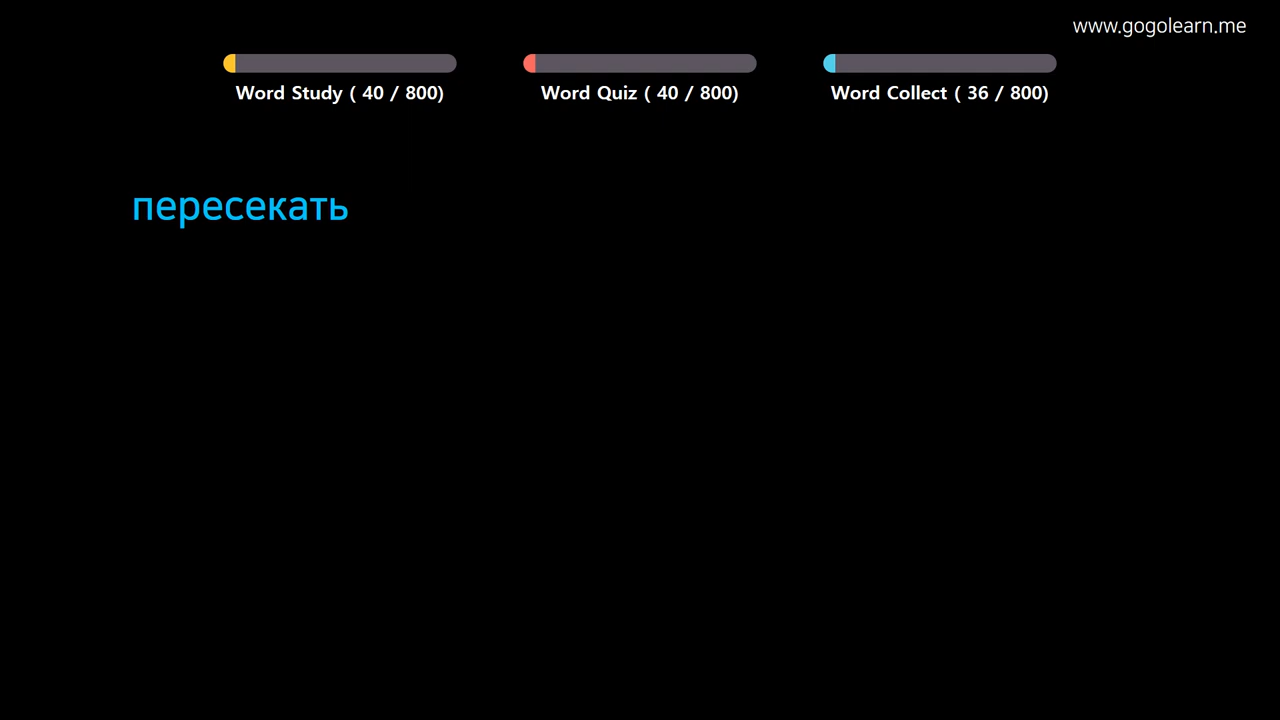 www.gogolearn.me
Word Study ( 40 / 800)
Word Quiz ( 40 / 800)
Word Collect ( 36 / 800)
пересекать